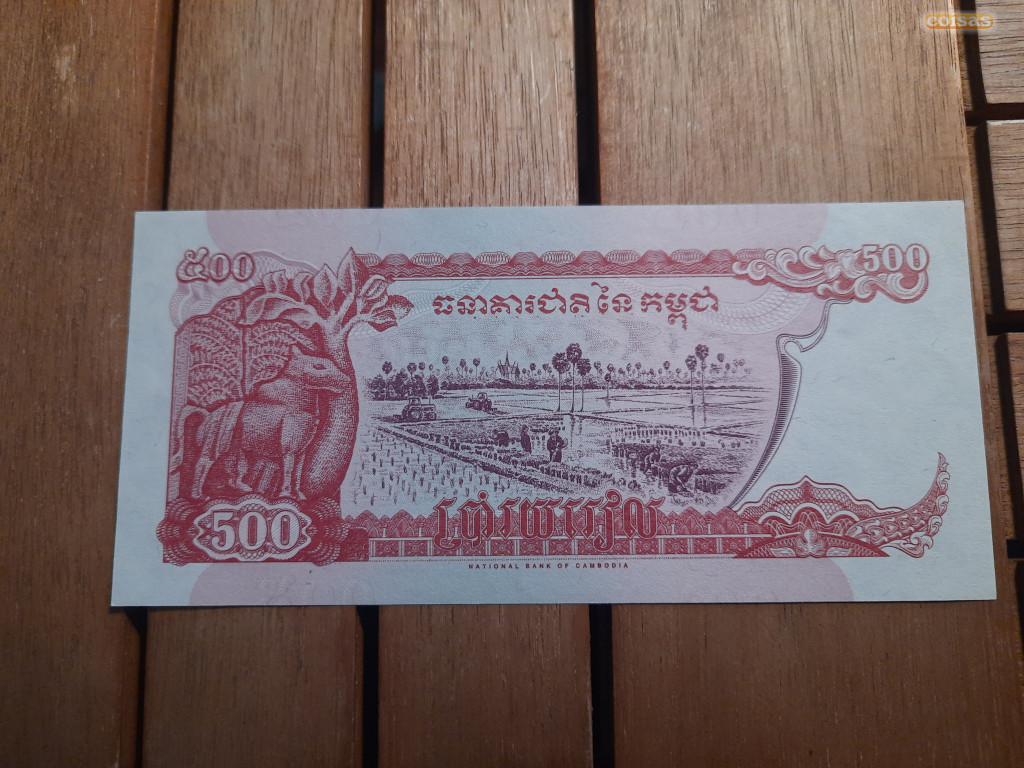 coisas
៥០០
500
ធនាគារជាតិ នៃ កម្ពុជា
500
ប្រាំរយរៀល
NATIONAL BANK OF CAMBODIA